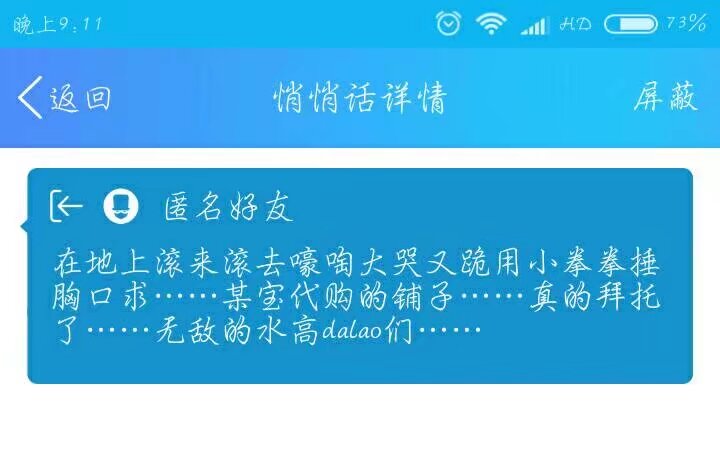 晚上9:11 HD 73%
返回 悄悄话详情 屏蔽
匿名好友
在地上滚来滚去嚎啕大哭又跪用小拳拳捶
胸口求……某宝代购的铺子……真的拜托
了……无敌的水高dalao们……